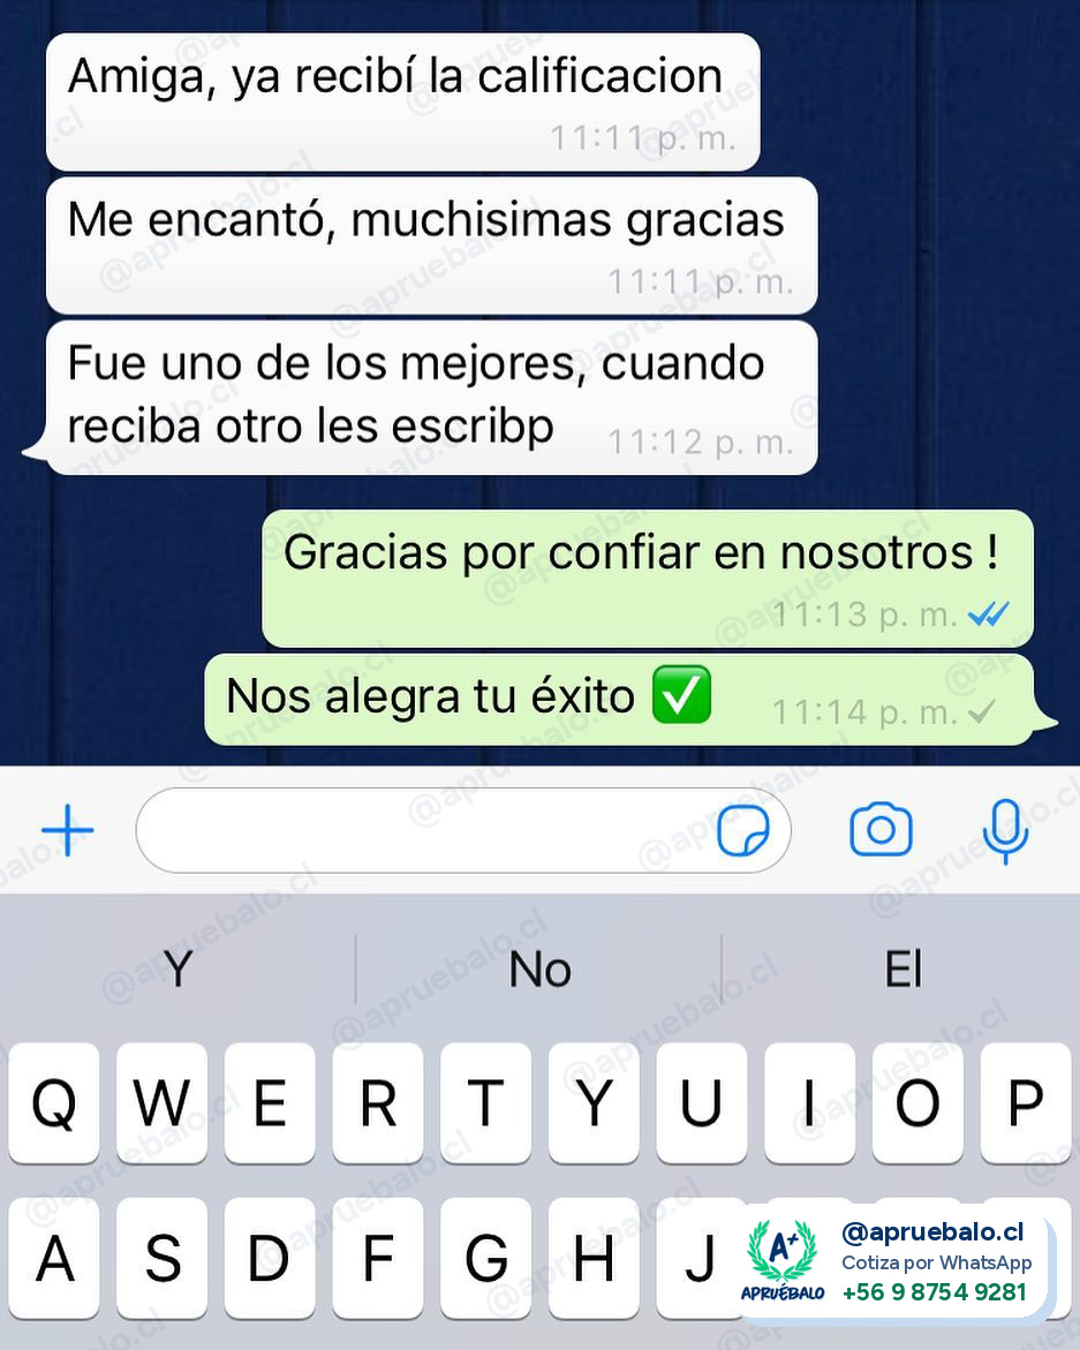 Amiga, ya recibí la calificacion
11:11 p. m.
Me encantó, muchisimas gracias
11:11 p. m.
Fue uno de los mejores, cuando
reciba otro les escribp 11:12 p. m.
Gracias por confiar en nosotros !
11:13 p. m.
Nos alegra tu éxito ✅ 11:14 p. m.
Y No El
Q W E R T Y U I O P
A S D F G H J
A+
APRUÉBALO
@apruebalo.cl
Cotiza por WhatsApp
+56 9 8754 9281